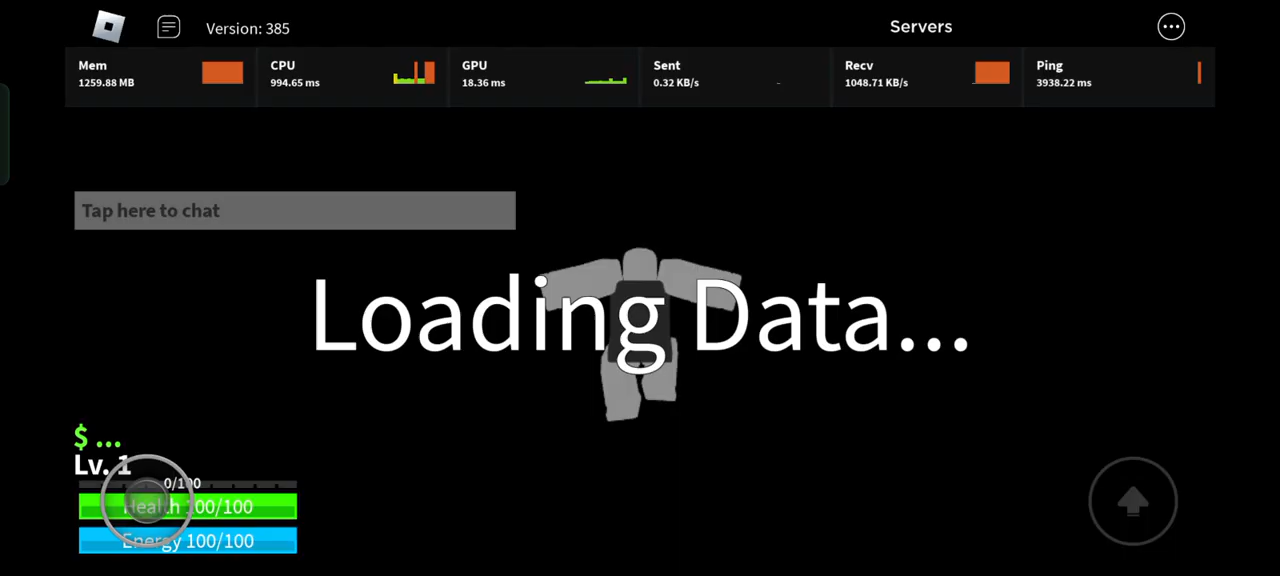 Version: 385
Servers
Mem
1259.88 MB
CPU
994.65 ms
GPU
18.36 ms
Sent
0.32 KB/s
Recv
1048.71 KB/s
Ping
3938.22 ms
Tap here to chat
Loading Data...
$ ...
Lv. 1
0/100
Health 100/100
Energy 100/100